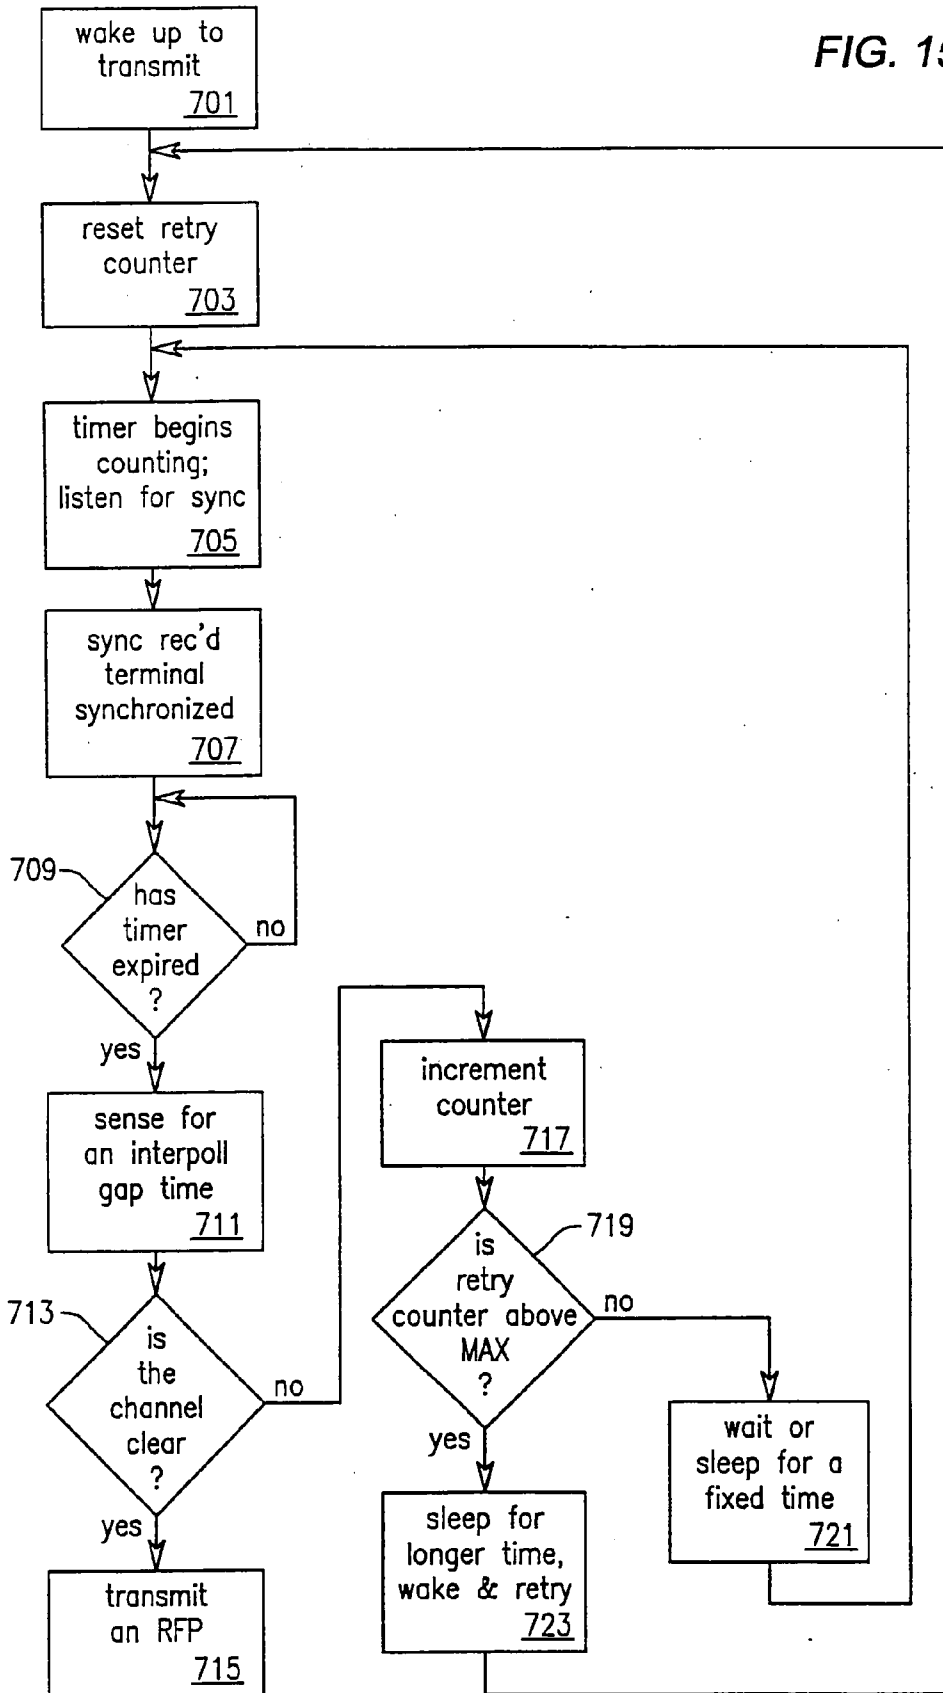 FIG. 15
wake up to
transmit
701
reset retry
counter
703
timer begins
counting;
listen for sync
705
sync rec'd
terminal
synchronized
707
709
has
timer
expired
?
no
yes
sense for
an interpoll
gap time
711
713
is
the
channel
clear
?
no
yes
transmit
an RFP
715
increment
counter
717
719
is
retry
counter above
MAX
?
no
yes
wait or
sleep for a
fixed time
721
sleep for
longer time,
wake & retry
723